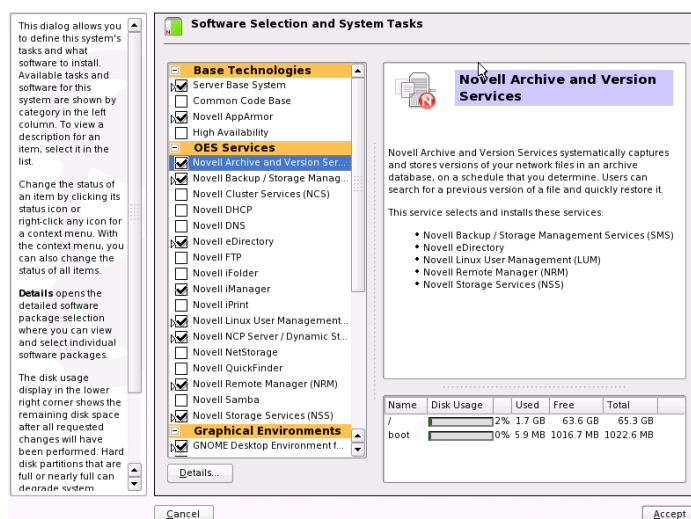 This dialog allows you
to define this system's
tasks and what
software to install.
Available tasks and
software for this
system are shown by
category in the left
column. To view a
description for an
item, select it in the
list.
Change the status of
an item by clicking its
status icon or
right-click any icon for
a context menu. With
the context menu, you
can also change the
status of all items.
Details opens the
detailed software
package selection
where you can view
and select individual
software packages.
The disk usage
display in the lower
right corner shows the
remaining disk space
after all requested
changes will have
been performed. Hard
disk partitions that are
full or nearly full can
degrade system
Software Selection and System Tasks
Base Technologies
Server Base System
Common Code Base
Novell AppArmor
High Availability
OES Services
Novell Archive and Version Ser...
Novell Backup / Storage Manag...
Novell Cluster Services (NCS)
Novell DHCP
Novell DNS
Novell eDirectory
Novell FTP
Novell iFolder
Novell iManager
Novell iPrint
Novell Linux User Management...
Novell NCP Server / Dynamic St...
Novell NetStorage
Novell QuickFinder
Novell Remote Manager (NRM)
Novell Samba
Novell Storage Services (NSS)
Graphical Environments
GNOME Desktop Environment f...
Details...
Novell Archive and Version
Services
Novell Archive and Version Services systematically captures
and stores versions of your network files in an archive
database, on a schedule that you determine. Users can
search for a previous version of a file and quickly restore it.
This service selects and installs these services:
• Novell Backup / Storage Management Services (SMS)
• Novell eDirectory
• Novell Linux User Management (LUM)
• Novell Remote Manager (NRM)
• Novell Storage Services (NSS)
Name Disk Usage Used Free Total
/ 2% 1.7 GB 63.6 GB 65.3 GB
boot 0% 5.9 MB 1016.7 MB 1022.6 MB
Cancel
Accept